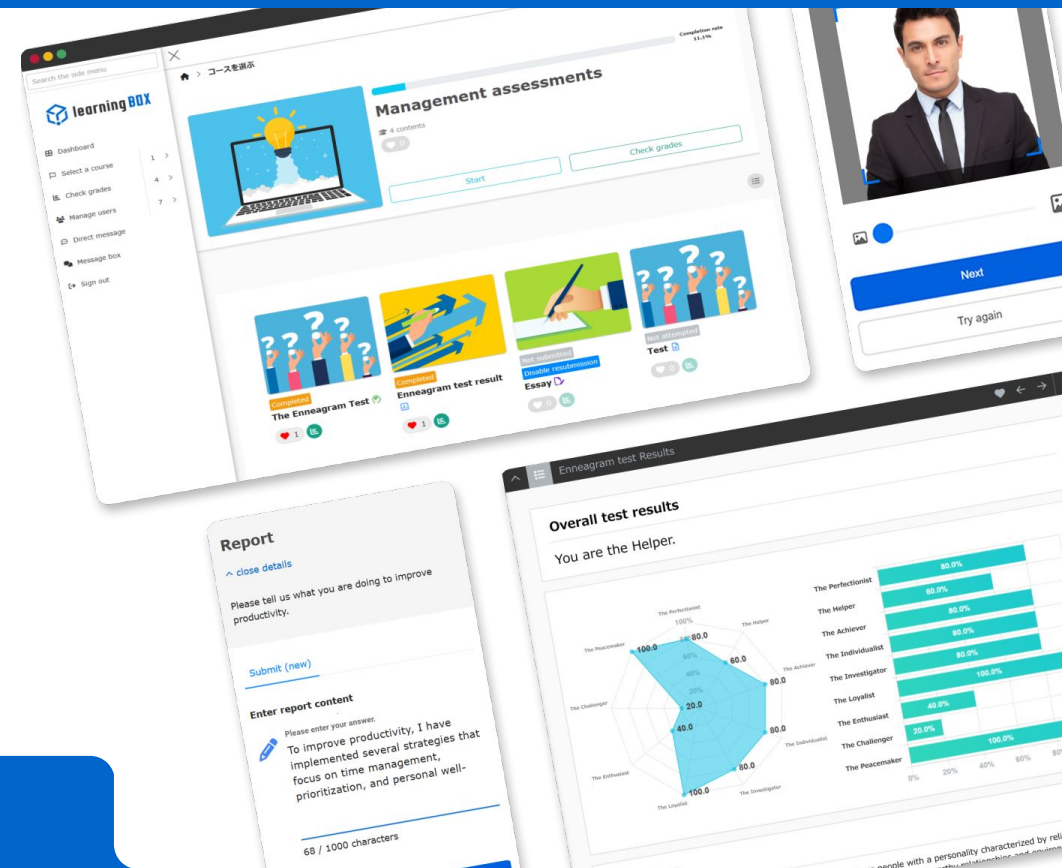 Search the side menu
learningBOX
Dashboard
Select a course
1
Check grades
4
Manage users
7
Direct message
Message box
Sign out
> コースを選ぶ
Completion rate
11.1%
Management assessments
4 contents
0
Start
Check grades
? ? ? ?
Completed
The Enneagram Test
1
Completed
Enneagram test result
1
Not submitted
Disable resubmission
Essay
0
? ? ? ?
Not attempted
Test
0
Next
Try again
Report
close details
Please tell us what you are doing to improve
productivity.
Submit (new)
Enter report content
Please enter your answer.
To improve productivity, I have
implemented several strategies that
focus on time management,
prioritization, and personal well-
68 / 1000 characters
Enneagram test Results
Overall test results
You are the Helper.
The Perfectionist
100%
80.0
The Helper
60.0
The Achiever
80.0
The Individualist
80.0
The Investigator
80.0
The Loyalist
100.0
The Enthusiast
40.0
The Challenger
20.0
The Peacemaker
100.0
80%
60%
40%
20%
The Perfectionist 80.0%
The Helper 60.0%
The Achiever 80.0%
The Individualist 80.0%
The Investigator 80.0%
The Loyalist 100.0%
The Enthusiast 40.0%
The Challenger 20.0%
The Peacemaker 100.0%
0% 20% 40% 60%
people with a personality characterized by